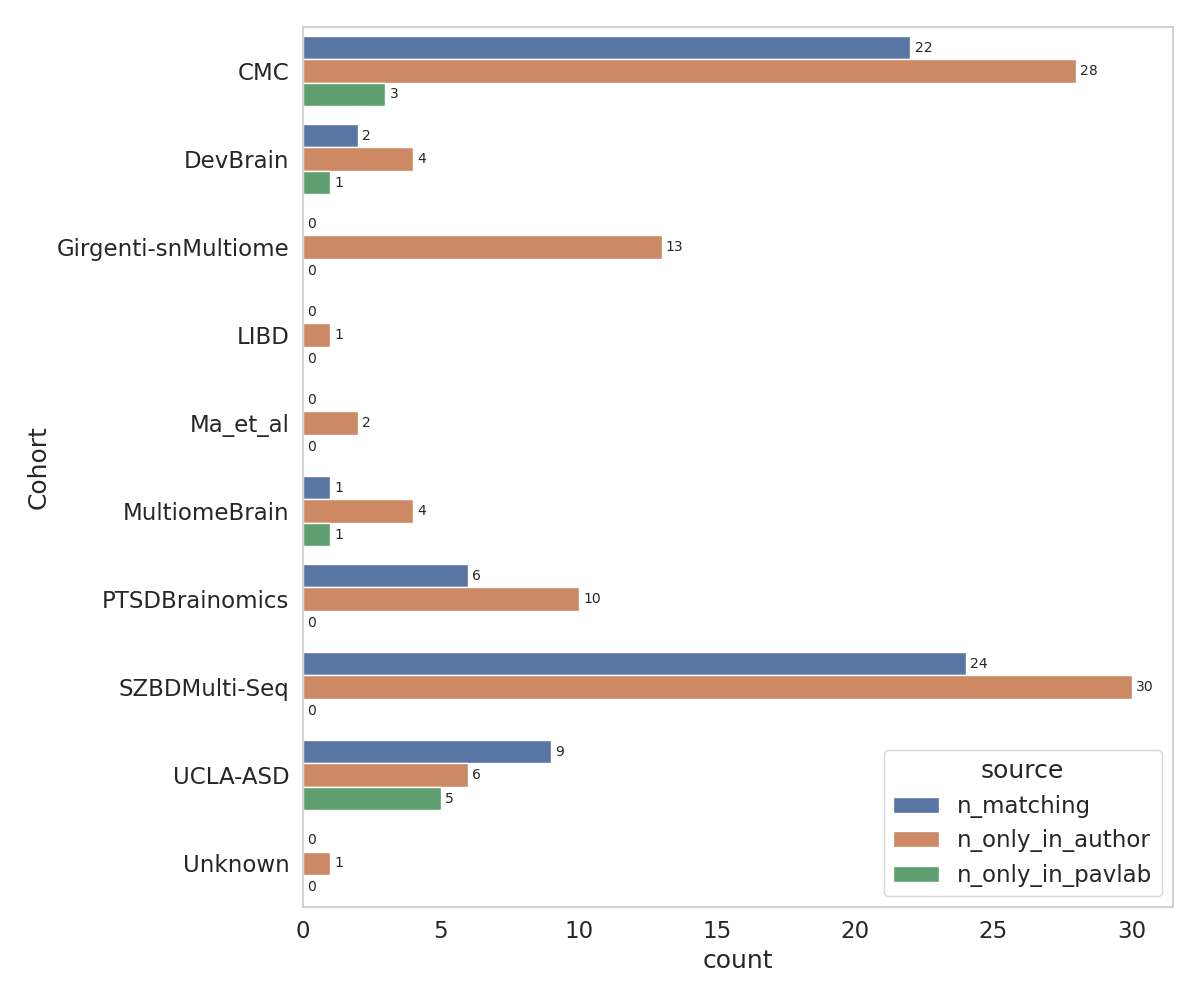 CMC
22
28
3
DevBrain
2
4
1
Girgenti-snMultiome
0
13
0
LIBD
0
1
0
Ma_et_al
0
2
0
MultiomeBrain
1
4
1
PTSDBrainomics
6
10
0
SZBDMulti-Seq
24
30
0
UCLA-ASD
9
6
5
Unknown
0
1
0
Cohort
0 5 10 15 20 25 30
count
source
n_matching
n_only_in_author
n_only_in_pavlab